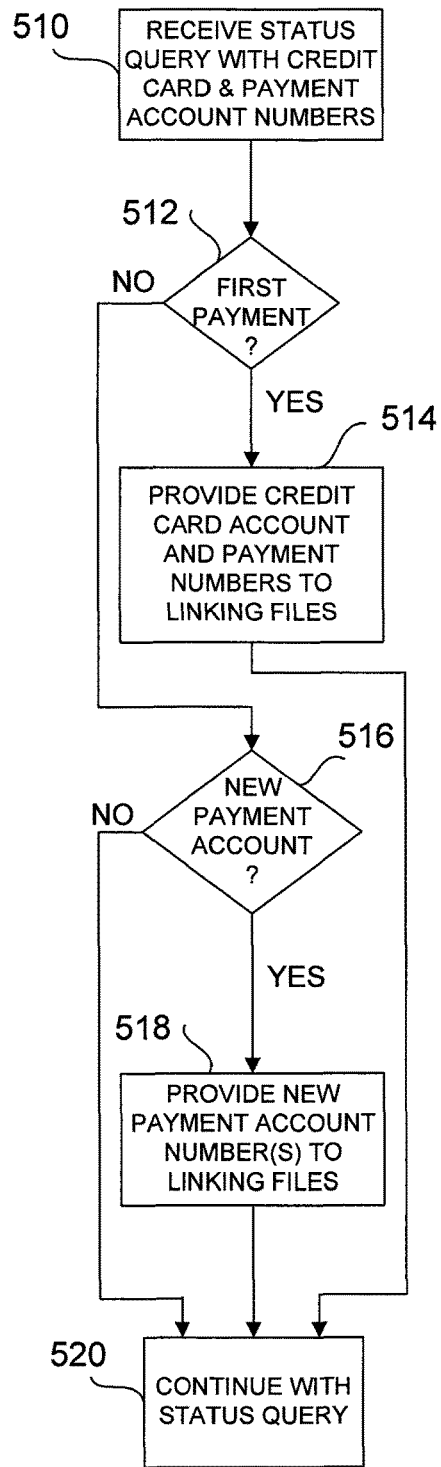 510
RECEIVE STATUS
QUERY WITH CREDIT
CARD & PAYMENT
ACCOUNT NUMBERS
512
NO
FIRST
PAYMENT
?
YES
514
PROVIDE CREDIT
CARD ACCOUNT
AND PAYMENT
NUMBERS TO
LINKING FILES
516
NO
NEW
PAYMENT
ACCOUNT
?
YES
518
PROVIDE NEW
PAYMENT ACCOUNT
NUMBER(S) TO
LINKING FILES
520
CONTINUE WITH
STATUS QUERY